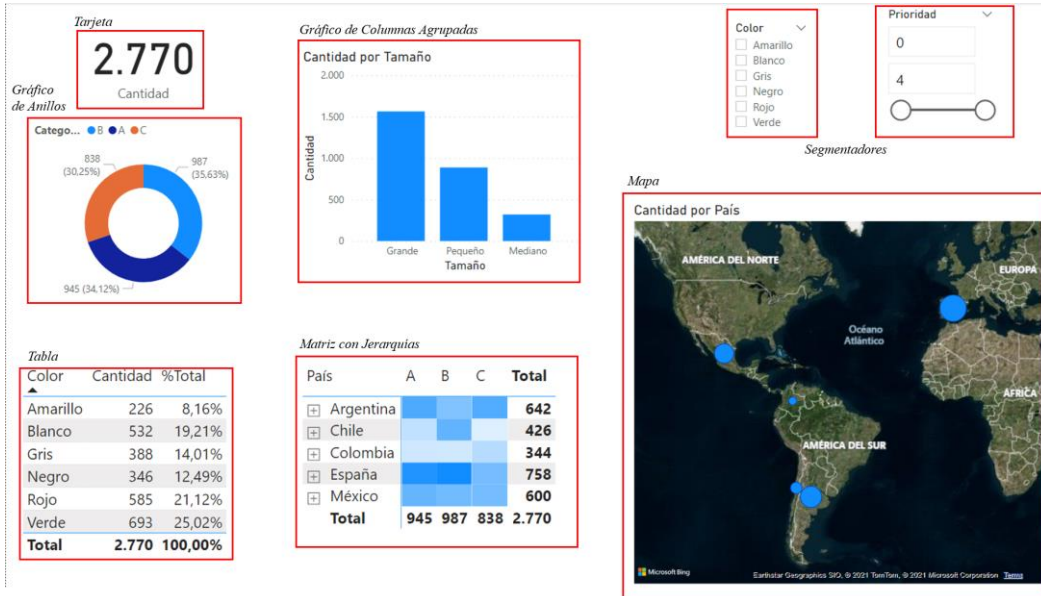 Tarjeta
2.770
Cantidad
Gráfico
de Anillos
Catego... B A C
838
(30,25%)
987
(35,63%)
945 (34,12%)
Gráfico de Columnas Agrupadas
Cantidad por Tamaño
2.000
1.500
1.000
500
0
Cantidad
Grande Pequeño Mediano
Tamaño
Color
Amarillo
Blanco
Gris
Negro
Rojo
Verde
Prioridad
0
4
Segmentadores
Mapa
Cantidad por País
AMÉRICA DEL NORTE
EUROPA
Océano
Atlántico
ÁFRICA
AMÉRICA DEL SUR
Microsoft Bing
Earthstar Geographics SIO, © 2021 TomTom, © 2021 Microsoft Corporation Terms
Tabla
Color Cantidad %Total
Amarillo 226 8,16%
Blanco 532 19,21%
Gris 388 14,01%
Negro 346 12,49%
Rojo 585 21,12%
Verde 693 25,02%
Total 2.770 100,00%
Matriz con Jerarquías
País A B C Total
Argentina 642
Chile 426
Colombia 344
España 758
México 600
Total 945 987 838 2.770